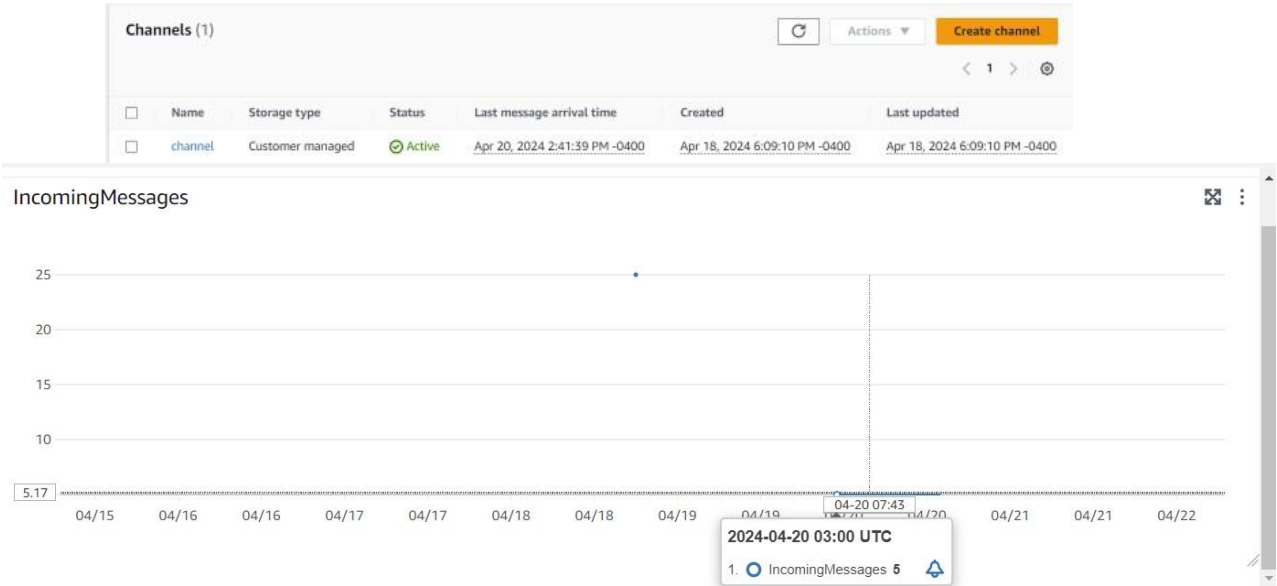 Channels (1)
Actions
Create channel
1
Name Storage type Status Last message arrival time Created Last updated
channel Customer managed Active Apr 20, 2024 2:41:39 PM -0400 Apr 18, 2024 6:09:10 PM -0400 Apr 18, 2024 6:09:10 PM -0400
IncomingMessages
25
20
15
10
5.17
04-20 07:43
04/15 04/16 04/16 04/17 04/17 04/18 04/18 04/19 04/19 04/20 04/21 04/21 04/22
2024-04-20 03:00 UTC
1. IncomingMessages 5